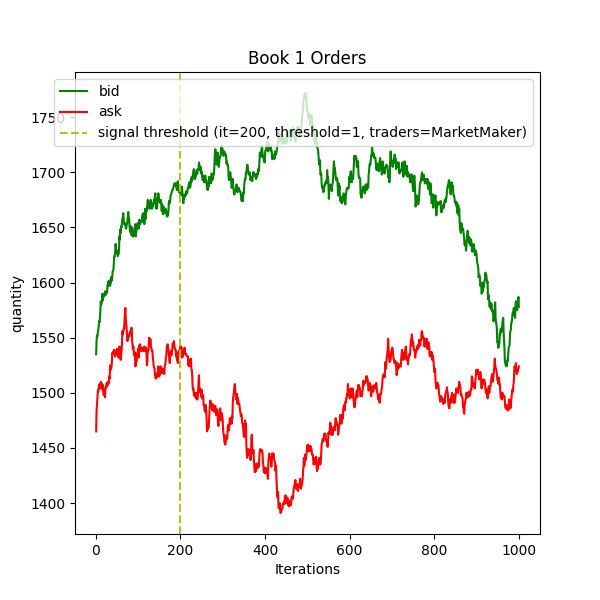 Book 1 Orders
bid
ask
signal threshold (it=200, threshold=1, traders=MarketMaker)
quantity
1750
1700
1650
1600
1550
1500
1450
1400
0 200 400 600 800 1000
Iterations